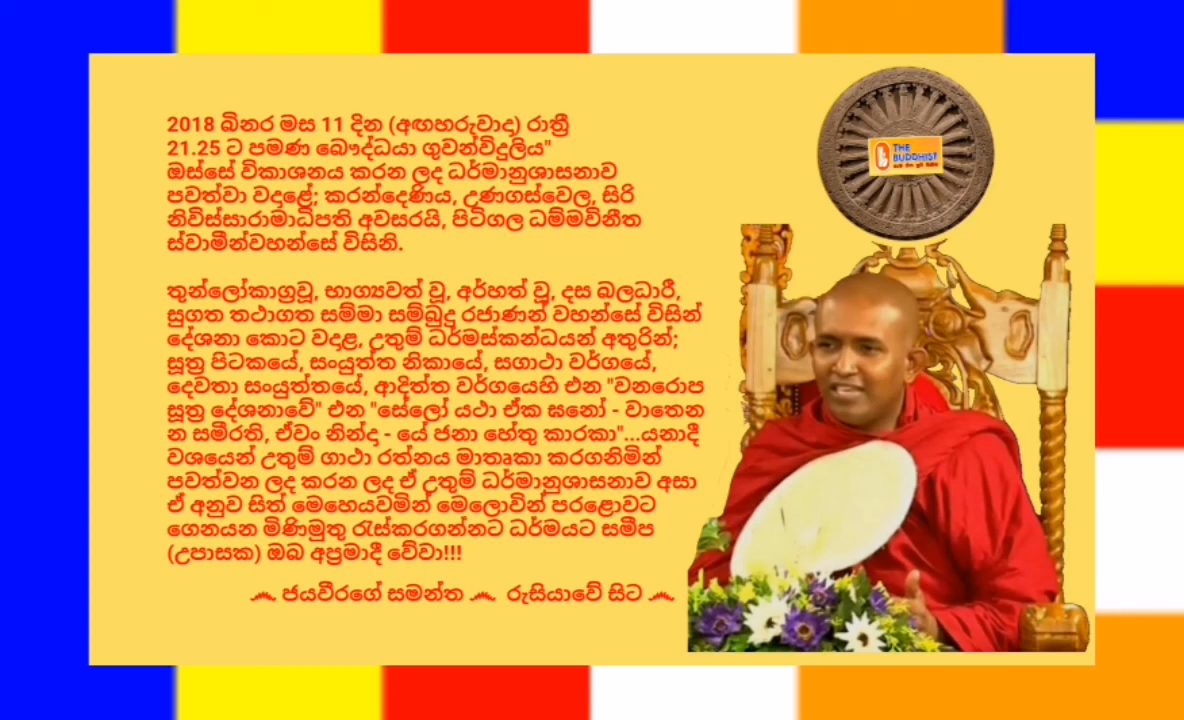 2018 ඛිනර මස 11 දින (අඟහරුවාදා) රාත්‍රී
21.25 ට පමණ බෞද්ධයා ගුවන්විදුලිය"
ඔස්සේ විකාශනය කරන ලද ධර්මානුශාසනාව
පවත්වා වදාළේ; කරන්දෙණිය, උණගස්වෙල, සිරි
නිවිස්සාරාමාධිපති අවසරයි, පිටිගල ධම්මවිනීත
ස්වාමීන්වහන්සේ විසිනි.
තුන්ලෝකාග්‍රවූ, භාග්‍යවත් වූ, අර්හත් වූ, දස බලධාරී,
සුගත තථාගත සම්මා සම්බුදු රජාණන් වහන්සේ විසින්
දේශනා කොට වදාළ, උතුම් ධර්මස්කන්ධයන් අතුරින්;
සූත්‍ර පිටකයේ, සංයුත්ත නිකායේ, සගාථා වර්ගයේ,
දෙවතා සංයුත්තයේ, ආදිත්ත වර්ගයෙහි එන "වනරොප
සූත්‍ර දේශනාවේ" එන "සේලෝ යථා ඒක ඝනෝ - වාතෙන
න සමීරති, ඒවං නින්දා - යේ ජනා හේතු කාරකා"...යනාදී
වශයෙන් උතුම් ගාථා රත්නය මාතෘකා කරගනිමින්
පවත්වන ලද කරන ලද ඒ උතුම් ධර්මානුශාසනාව අසා
ඒ අනුව සිත් මෙහෙයවමින් මෙලොවින් පරළොවට
ගෙනයන මිණිමුතු රැස්කරගන්නට ධර්මයට සමීප
(උපාසක) ඔබ අප්‍රමාදී වේවා!!!
ජයවීරගේ සමන්ත රුසියාවේ සිට
THE
BUDDHIST